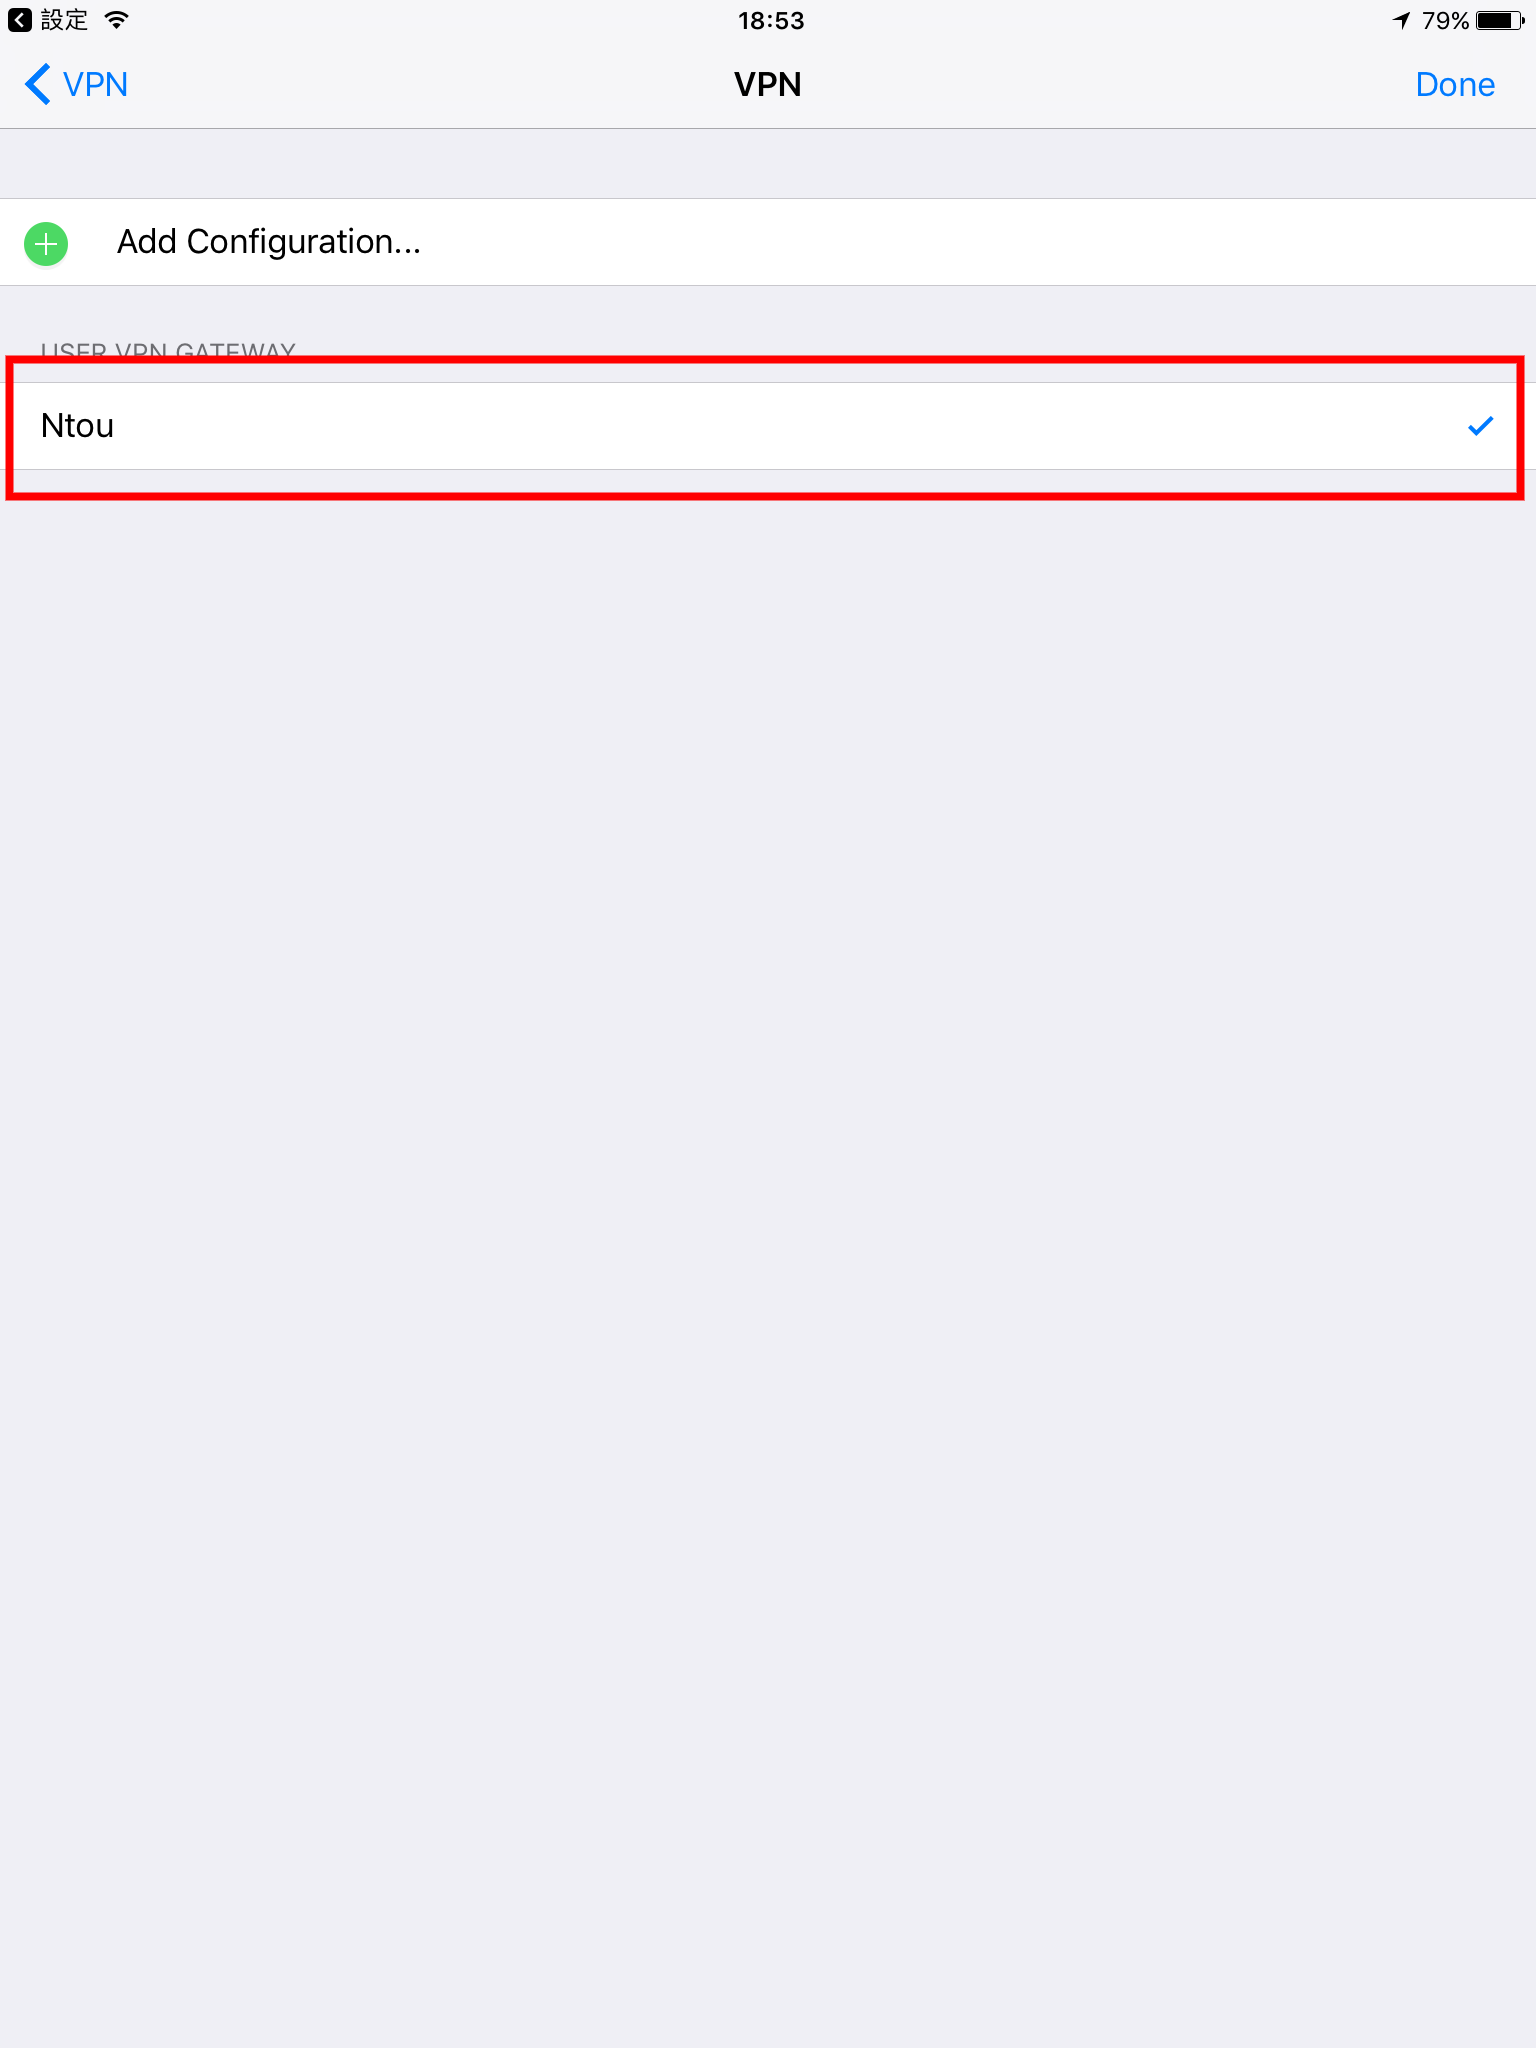 設定 18:53 79%
VPN VPN Done
Add Configuration...
USER VPN GATEWAY
Ntou